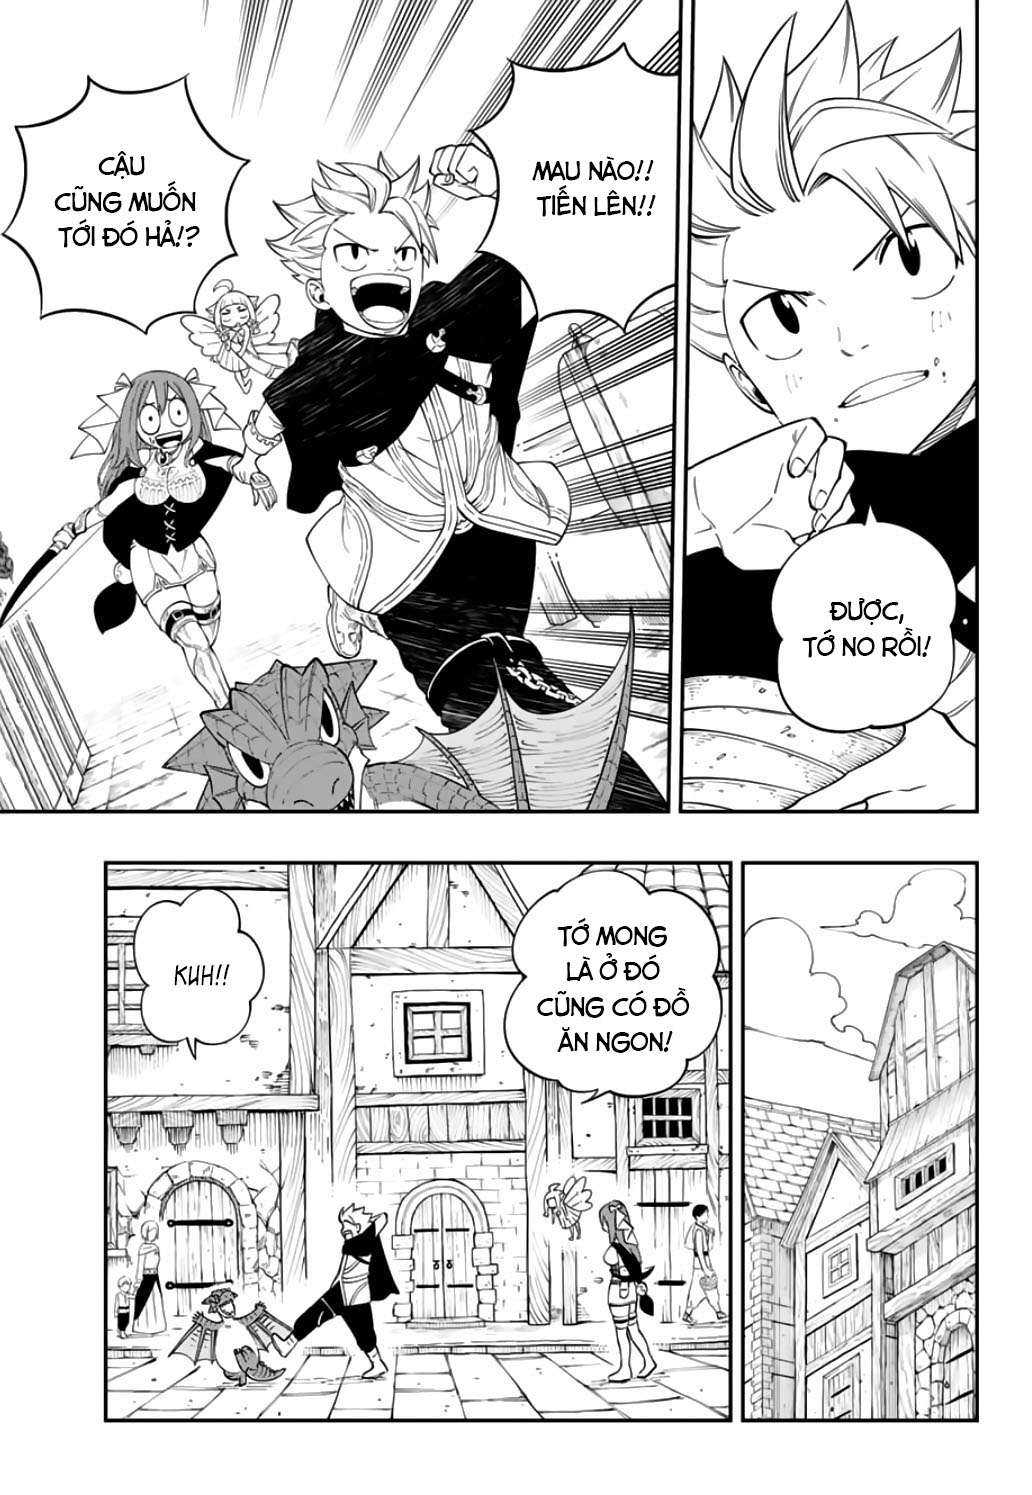 ĐƯỢC,
TỚ NO RỒI!
MAU NÀO!!
TIẾN LÊN!!
CẬU
CŨNG MUỐN
TỚI ĐÓ HẢ!?
TỚ MONG
LÀ Ở ĐÓ
CŨNG CÓ ĐỒ
ĂN NGON!
KUH!!